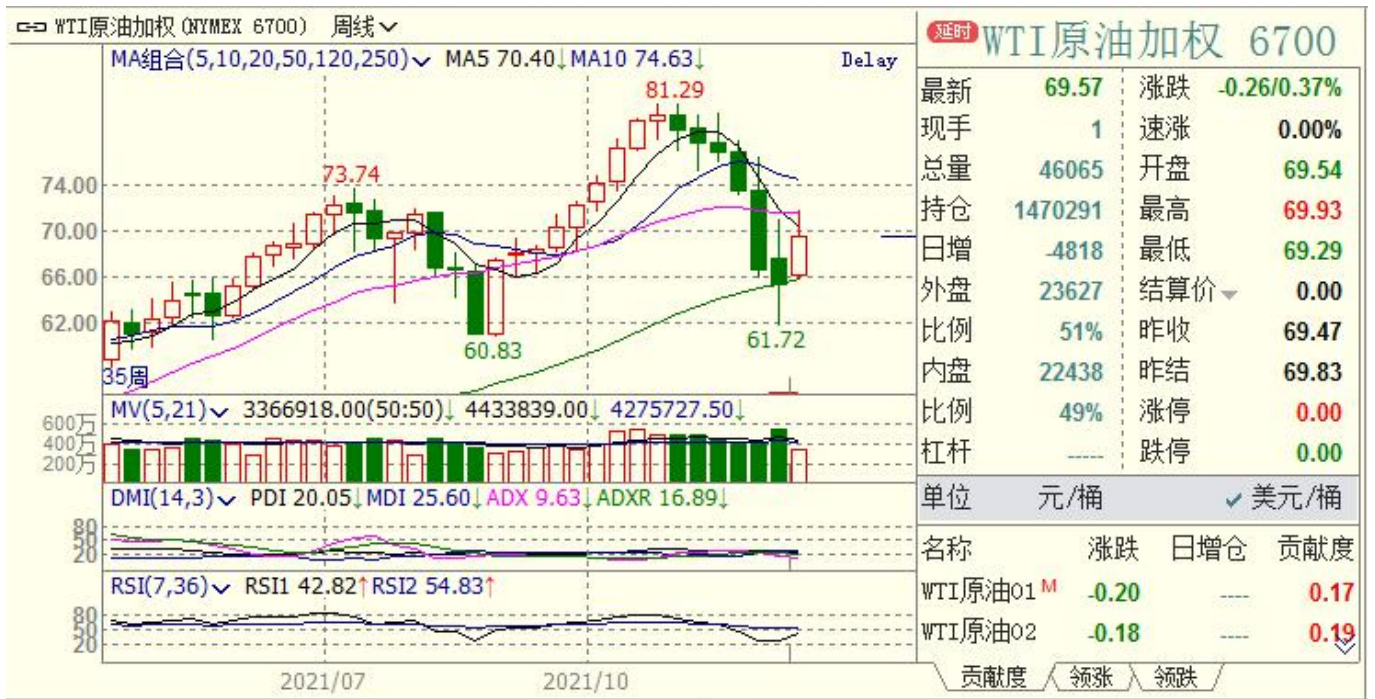 WTI原油加权(NYMEX 6700) 周线
MA组合(5,10,20,50,120,250) MA5 70.40↓ MA10 74.63↓ Delay
81.29
73.74
74.00
70.00
66.00
62.00
60.83
61.72
35周
MV(5,21) 3366918.00(50:50)↓ 4433839.00↓ 4275727.50↓
600万
400万
200万
DMI(14,3) PDI 20.05↓ MDI 25.60↓ ADX 9.63↓ ADXR 16.89↓
80
50
20
RSI(7,36) RSI1 42.82↑ RSI2 54.83↑
80
50
20
2021/07 2021/10
延时 WTI原油加权 6700
最新 69.57 涨跌 -0.26/0.37%
现手 1 速涨 0.00%
总量 46065 开盘 69.54
持仓 1470291 最高 69.93
日增 -4818 最低 69.29
外盘 23627 结算价 0.00
比例 51% 昨收 69.47
内盘 22438 昨结 69.83
比例 49% 涨停 0.00
杠杆 ----- 跌停 0.00
单位 元/桶 ✓ 美元/桶
名称 涨跌 日增仓 贡献度
WTI原油01 M -0.20 ---- 0.17
WTI原油02 -0.18 ---- 0.19
贡献度 领涨 领跌